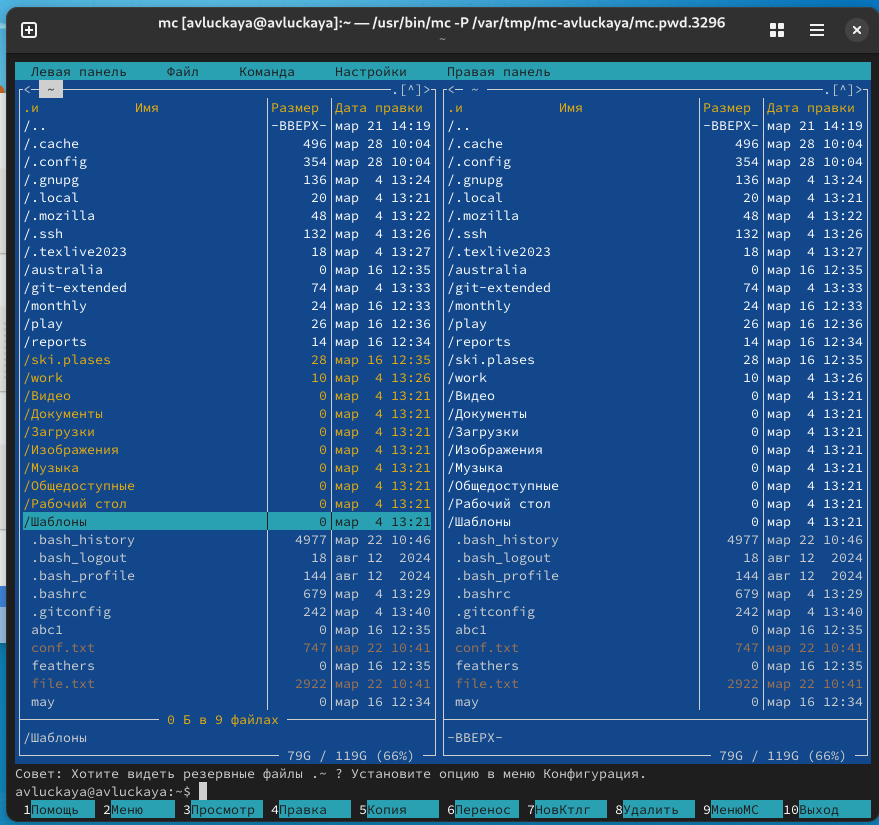 mc [avluckaya@avluckaya]:~ — /usr/bin/mc -P /var/tmp/mc-avluckaya/mc.pwd.3296
~
Левая панель Файл Команда Настройки Правая панель
<─ ~ .[^]> <─ ~ .[^]>
.и Имя Размер Дата правки .и Имя Размер Дата правки
/.. -ВВЕРХ- мар 21 14:19 /.. -ВВЕРХ- мар 21 14:19
/.cache 496 мар 28 10:04 /.cache 496 мар 28 10:04
/.config 354 мар 28 10:04 /.config 354 мар 28 10:04
/.gnupg 136 мар 4 13:24 /.gnupg 136 мар 4 13:24
/.local 20 мар 4 13:21 /.local 20 мар 4 13:21
/.mozilla 48 мар 4 13:22 /.mozilla 48 мар 4 13:22
/.ssh 132 мар 4 13:26 /.ssh 132 мар 4 13:26
/.texlive2023 18 мар 4 13:27 /.texlive2023 18 мар 4 13:27
/australia 0 мар 16 12:35 /australia 0 мар 16 12:35
/git-extended 74 мар 4 13:33 /git-extended 74 мар 4 13:33
/monthly 24 мар 16 12:33 /monthly 24 мар 16 12:33
/play 26 мар 16 12:36 /play 26 мар 16 12:36
/reports 14 мар 16 12:34 /reports 14 мар 16 12:34
/ski.plases 28 мар 16 12:35 /ski.plases 28 мар 16 12:35
/work 10 мар 4 13:26 /work 10 мар 4 13:26
/Видео 0 мар 4 13:21 /Видео 0 мар 4 13:21
/Документы 0 мар 4 13:21 /Документы 0 мар 4 13:21
/Загрузки 0 мар 4 13:21 /Загрузки 0 мар 4 13:21
/Изображения 0 мар 4 13:21 /Изображения 0 мар 4 13:21
/Музыка 0 мар 4 13:21 /Музыка 0 мар 4 13:21
/Общедоступные 0 мар 4 13:21 /Общедоступные 0 мар 4 13:21
/Рабочий стол 0 мар 4 13:21 /Рабочий стол 0 мар 4 13:21
/Шаблоны 0 мар 4 13:21 /Шаблоны 0 мар 4 13:21
.bash_history 4977 мар 22 10:46 .bash_history 4977 мар 22 10:46
.bash_logout 18 авг 12 2024 .bash_logout 18 авг 12 2024
.bash_profile 144 авг 12 2024 .bash_profile 144 авг 12 2024
.bashrc 679 мар 4 13:29 .bashrc 679 мар 4 13:29
.gitconfig 242 мар 4 13:40 .gitconfig 242 мар 4 13:40
abc1 0 мар 16 12:35 abc1 0 мар 16 12:35
conf.txt 747 мар 22 10:41 conf.txt 747 мар 22 10:41
feathers 0 мар 16 12:35 feathers 0 мар 16 12:35
file.txt 2922 мар 22 10:41 file.txt 2922 мар 22 10:41
may 0 мар 16 12:34 may 0 мар 16 12:34
0 Б в 9 файлах
/Шаблоны -ВВЕРХ-
79G / 119G (66%) 79G / 119G (66%)
Совет: Хотите видеть резервные файлы .~ ? Установите опцию в меню Конфигурация.
avluckaya@avluckaya:~$
1Помощь 2Меню 3Просмотр 4Правка 5Копия 6Перенос 7НовКтлг 8Удалить 9МенюМС 10Выход